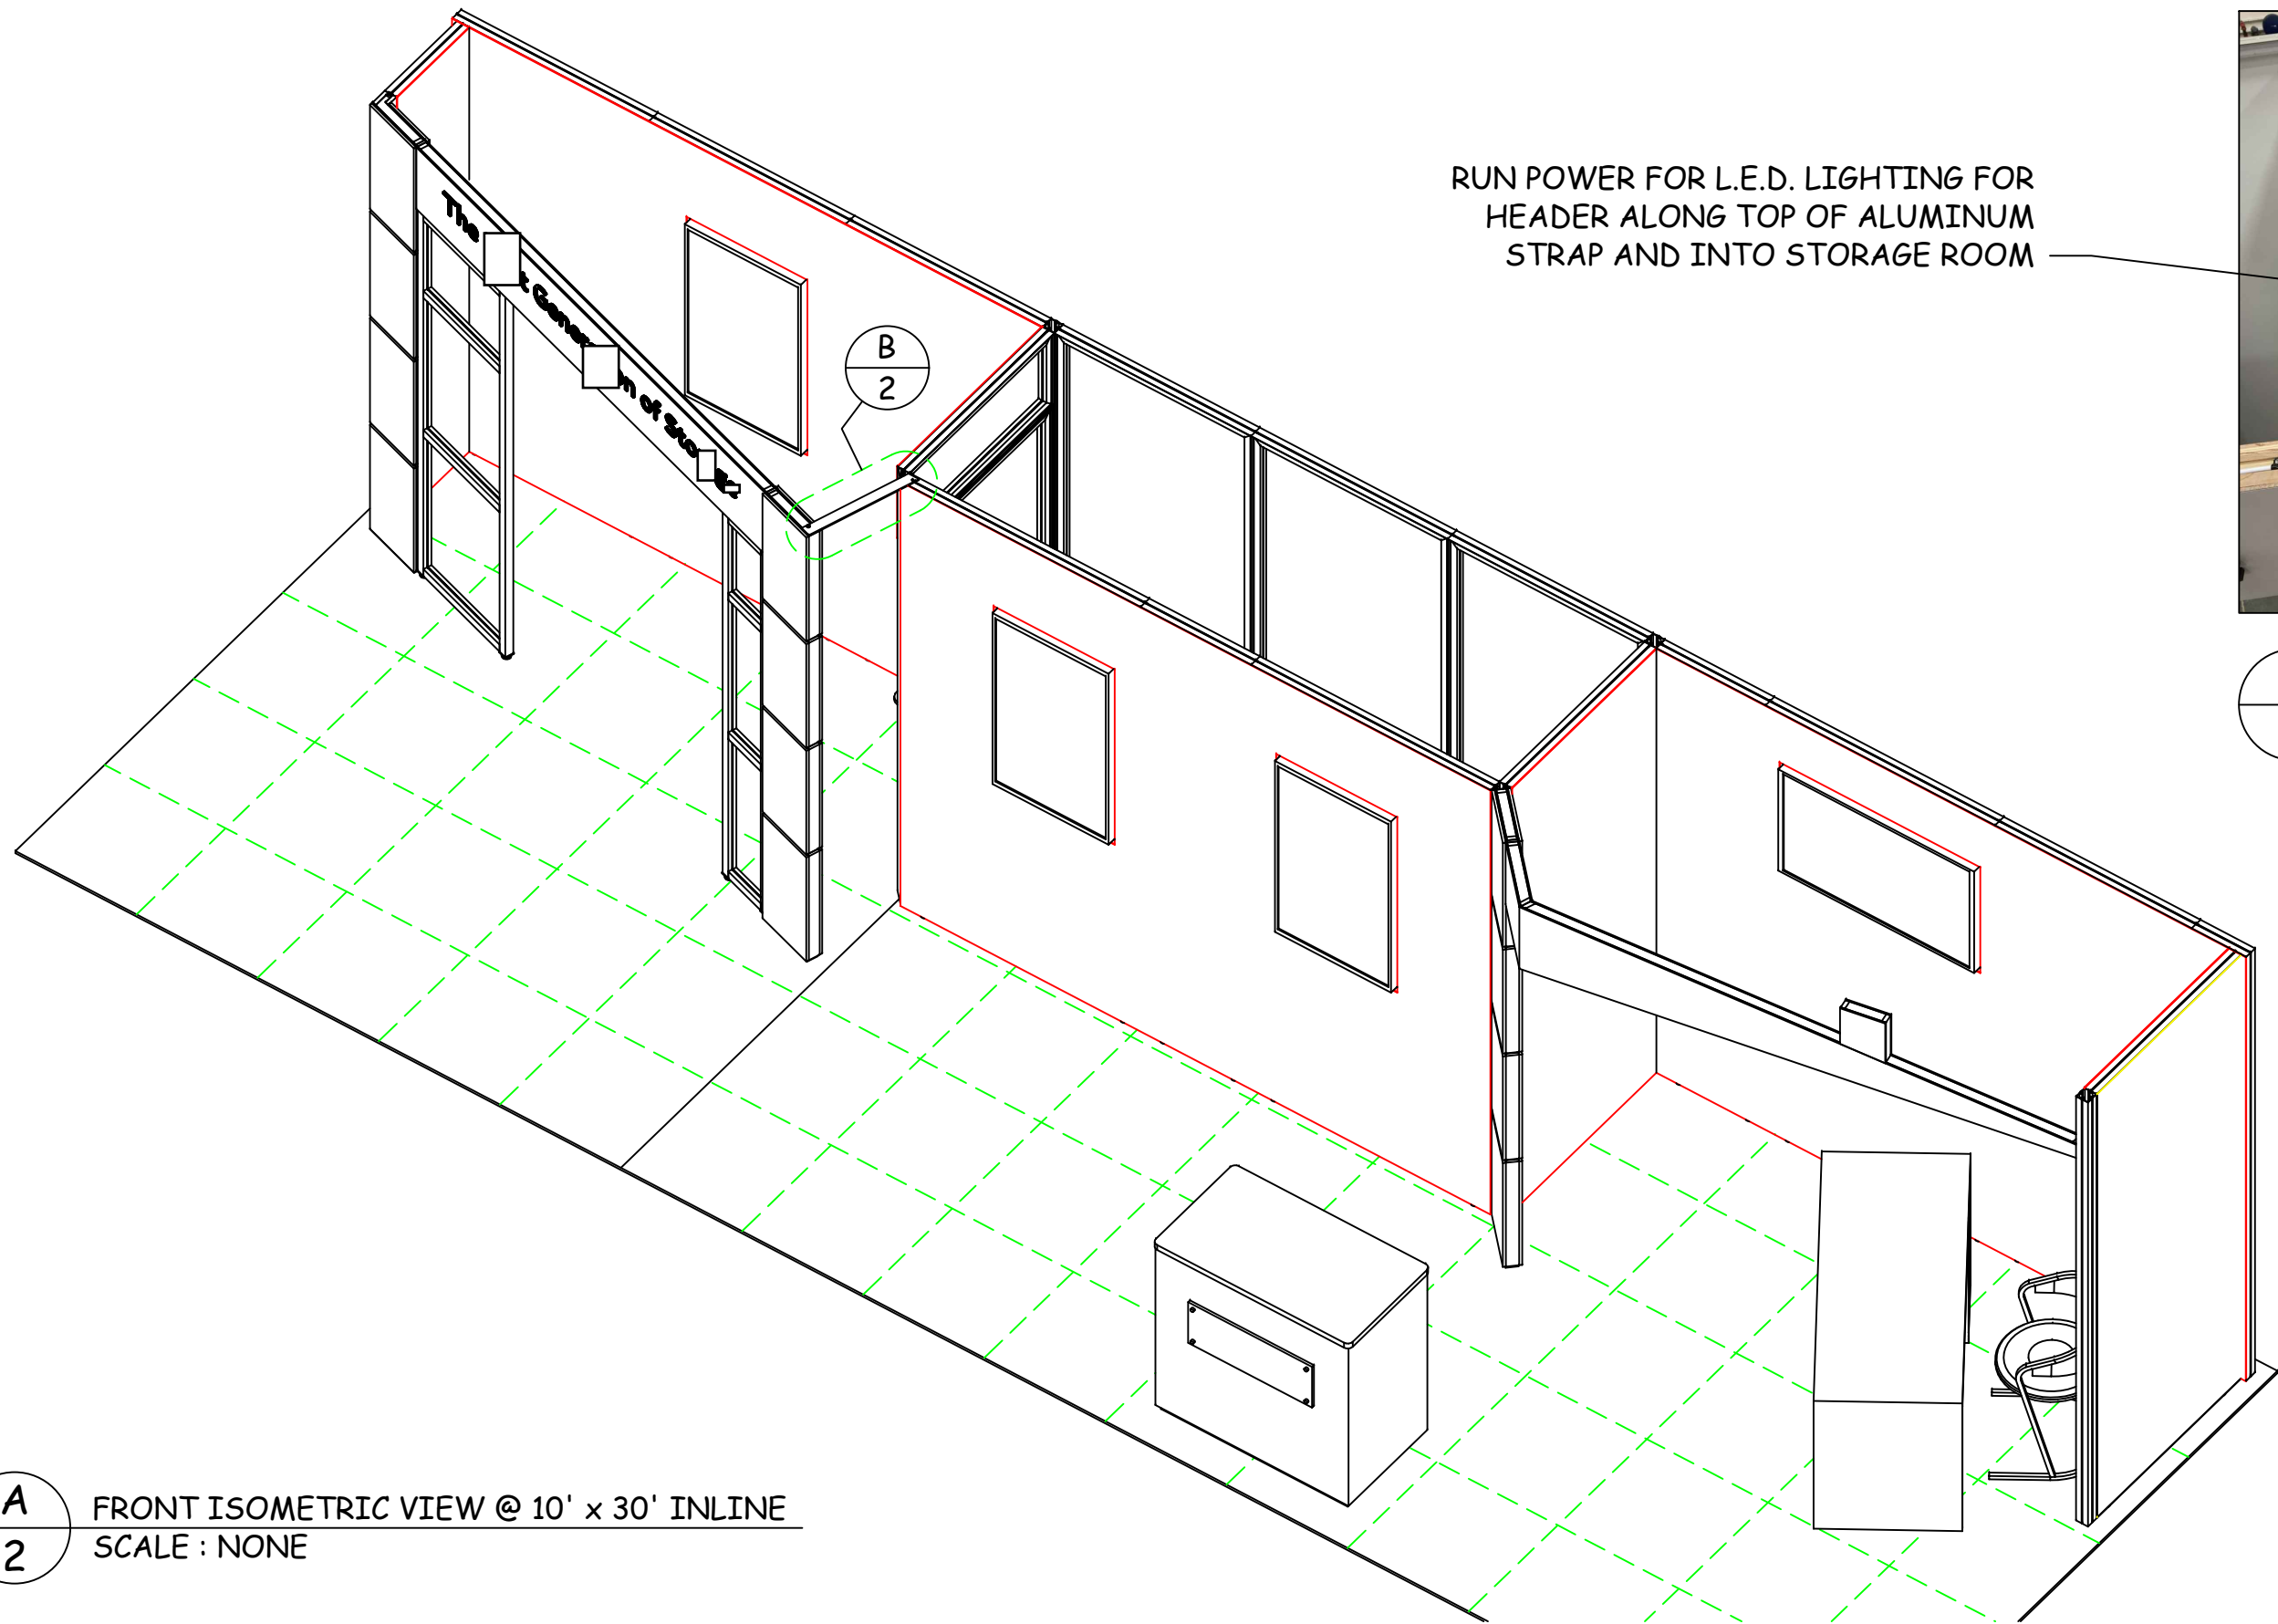 RUN POWER FOR L.E.D. LIGHTING FOR
HEADER ALONG TOP OF ALUMINUM
STRAP AND INTO STORAGE ROOM
The
of
B
2
A
2
FRONT ISOMETRIC VIEW @ 10' x 30' INLINE
SCALE : NONE